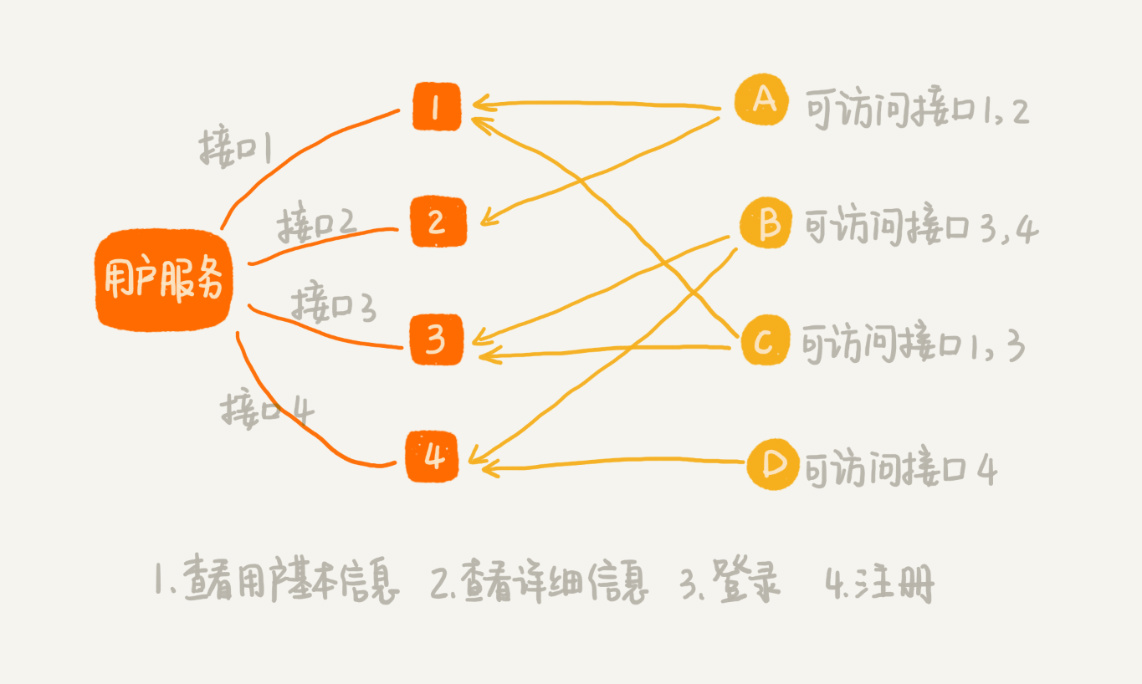 接口1
1
A
可访问接口1,2
接口2
2
B
可访问接口3,4
用户服务
接口3
3
C
可访问接口1,3
接口4
4
D
可访问接口4
1.查看用户基本信息 2.查看详细信息 3.登录 4.注册